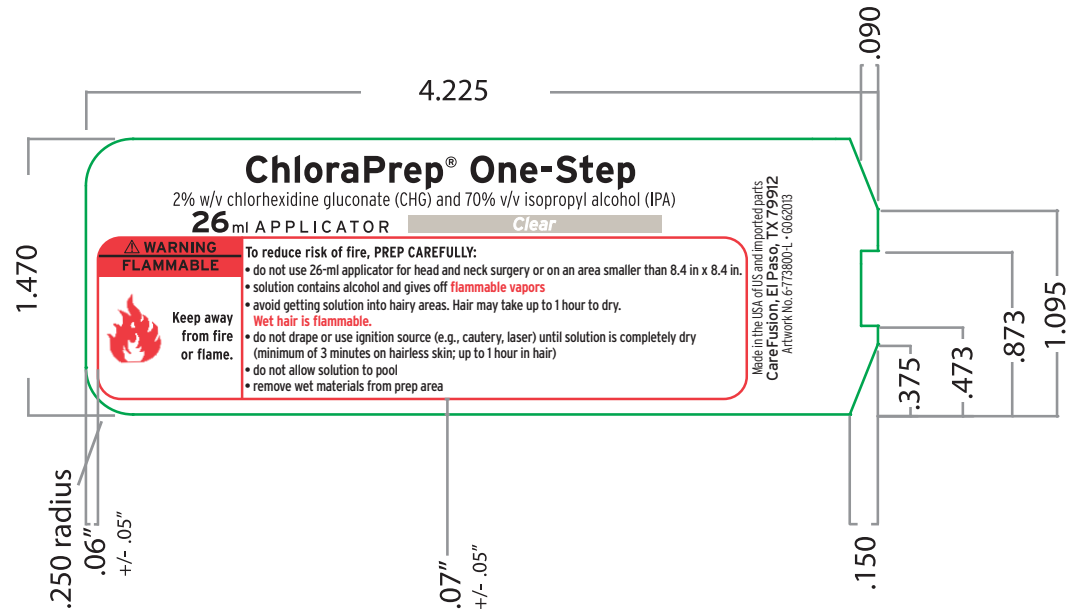 4.225
.090
1.470
ChloraPrep® One-Step
2% w/v chlorhexidine gluconate (CHG) and 70% v/v isopropyl alcohol (IPA)
26 ml APPLICATOR
Clear
⚠ WARNING
FLAMMABLE
Keep away
from fire
or flame.
To reduce risk of fire, PREP CAREFULLY:
• do not use 26-ml applicator for head and neck surgery or on an area smaller than 8.4 in x 8.4 in.
• solution contains alcohol and gives off flammable vapors
• avoid getting solution into hairy areas. Hair may take up to 1 hour to dry.
Wet hair is flammable.
• do not drape or use ignition source (e.g., cautery, laser) until solution is completely dry
(minimum of 3 minutes on hairless skin; up to 1 hour in hair)
• do not allow solution to pool
• remove wet materials from prep area
Made in the USA of US and imported parts
CareFusion, El Paso, TX 79912
Artwork No. 6-773800-L • G062013
.375
.473
.873
1.095
.250 radius
.06"
+/- .05"
.07"
+/- .05"
.150